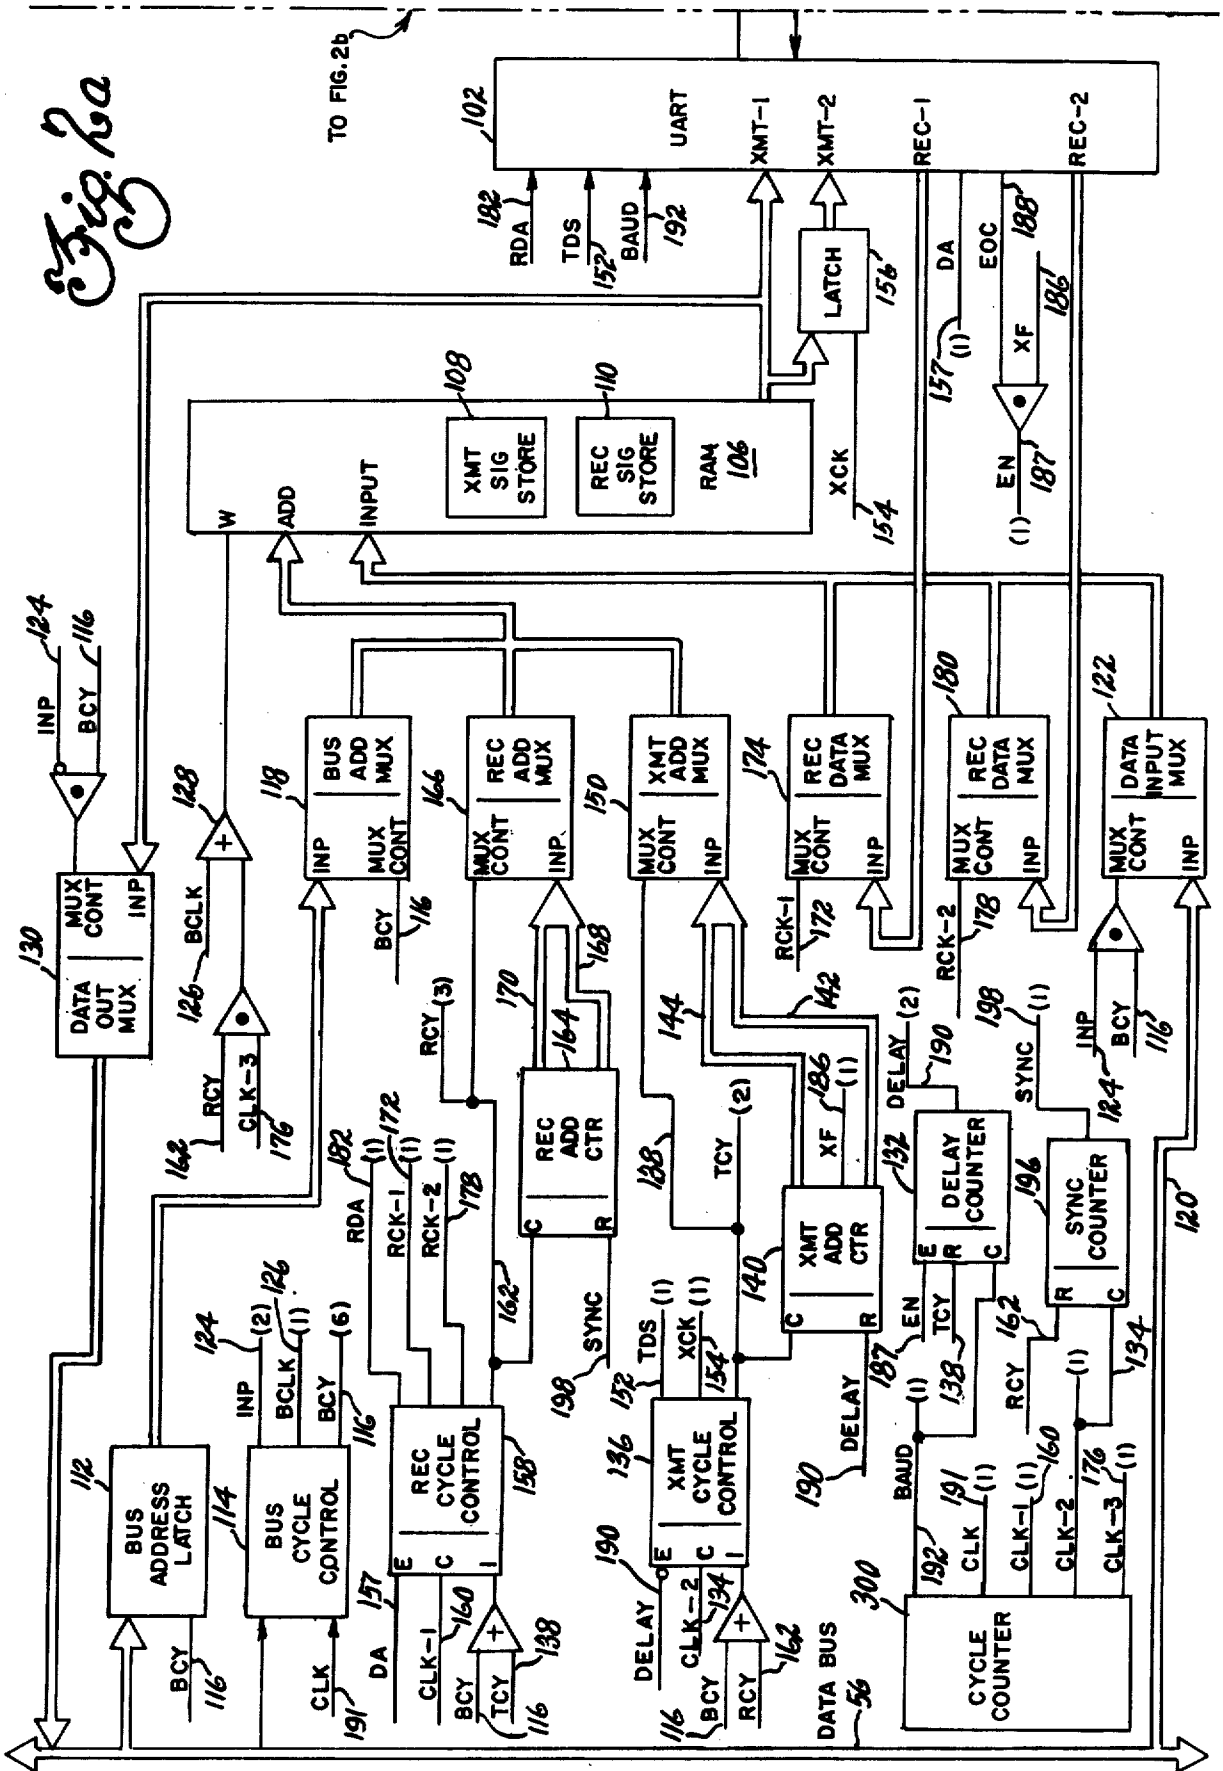 Fig. 2a
TO FIG. 2b
102
UART
XMT-1
XMT-2
REC-1
REC-2
RDA
182
TDS
152
BAUD
192
LATCH
156
XCK
154
157
(1)
DA
EOC
188
XF
186
EN
187
(1)
W
ADD
INPUT
108
XMT
SIG
STORE
110
REC
SIG
STORE
RAM
106
INP
124
BCY
116
130
DATA
OUT
MUX
MUX
CONT
INP
128
BCLK
126
RCY
162
CLK-3
176
118
INP
MUX
CONT
BUS
ADD
MUX
BCY
116
166
MUX
CONT
INP
REC
ADD
MUX
150
MUX
CONT
INP
XMT
ADD
MUX
174
MUX
CONT
INP
REC
DATA
MUX
RCK-1
172
180
MUX
CONT
INP
REC
DATA
MUX
RCK-2
178
122
MUX
CONT
INP
DATA
INPUT
MUX
INP
124
BCY
116
120
112
BUS
ADDRESS
LATCH
BCY
116
114
BUS
CYCLE
CONTROL
INP (2)
124
BCLK (1)
126
BCY (6)
116
CLK
191
REC
CYCLE
CONTROL
158
E
C
I
DA
157
CLK-1
160
BCY
116
TCY
138
RDA (1)
182
RCK-1 (1)
172
RCK-2 (1)
178
RCY (3)
162
REC
ADD
CTR
164
C
R
170
168
SYNC
198
136
XMT
CYCLE
CONTROL
E
C
I
DELAY
190
CLK-2
134
BCY
116
RCY
162
TDS (1)
152
XCK (1)
154
TCY (2)
138
140
XMT
ADD
CTR
C
R
144
142
XF (1)
186
DELAY
190
132
DELAY
COUNTER
E
R
C
EN
187
TCY
138
DELAY (2)
190
196
SYNC
COUNTER
R
C
RCY
162
134
SYNC (1)
198
300
CYCLE
COUNTER
BAUD (1)
192
CLK (1)
191
CLK-1 (1)
160
CLK-2 (1)
CLK-3 (1)
176
DATA BUS
56